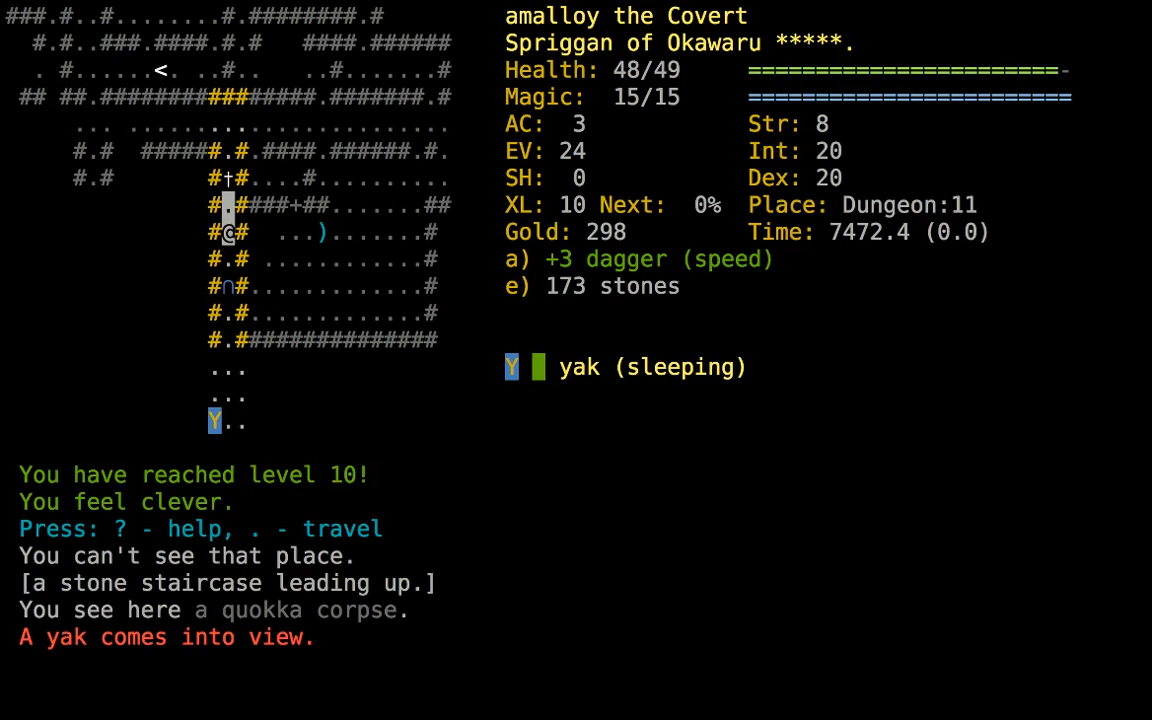 ###.#..#.......#.########.#
amalloy the Covert
#.#..###.####.#.#   ####.######
Spriggan of Okawaru *****.
. #......<. ..#..   ..#.......#
Health: 48/49 =======================-
## ##.###############.#######.#
Magic: 15/15 ========================
... ........................
AC: 3 Str: 8
#.# ######.#.####.######.#.
EV: 24 Int: 20
#.# #†#....#..........
SH: 0 Dex: 20
#.####+##.......##
XL: 10 Next: 0% Place: Dungeon:11
#@# ...).......#
Gold: 298 Time: 7472.4 (0.0)
#.# ...........#
a) +3 dagger (speed)
#∩#............#
e) 173 stones
#.#............#
#.###############
...
Y yak (sleeping)
...
Y..
You have reached level 10!
You feel clever.
Press: ? - help, . - travel
You can't see that place.
[a stone staircase leading up.]
You see here a quokka corpse.
A yak comes into view.